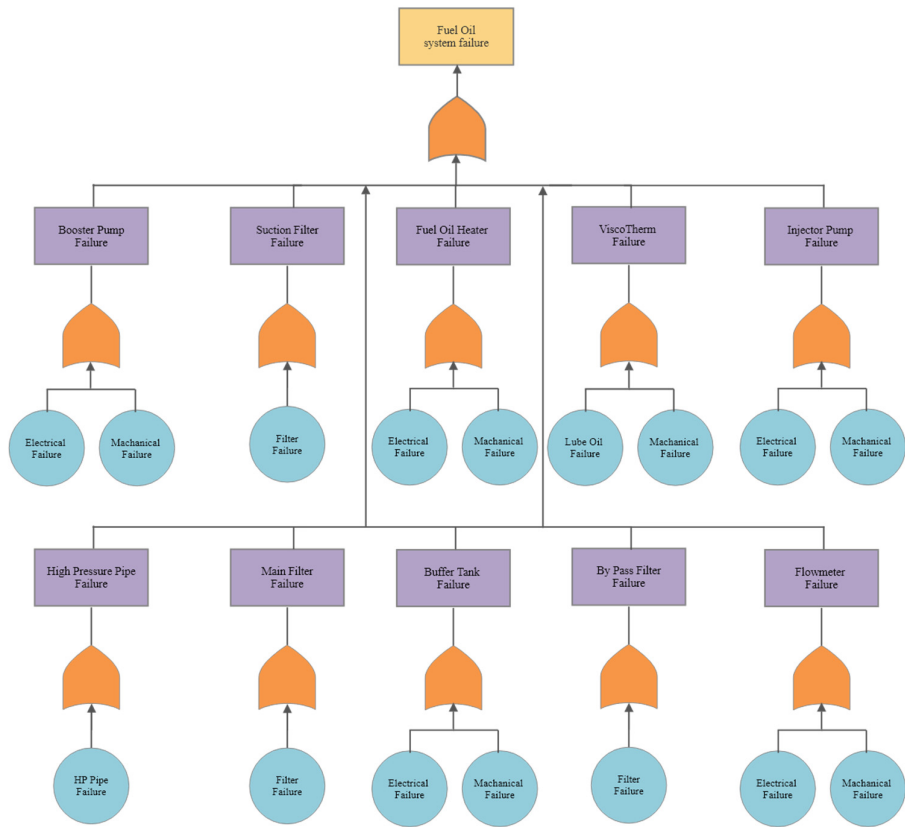 Fuel Oil
system failure
Booster Pump
Failure
Suction Filter
Failure
Fuel Oil Heater
Failure
ViscoTherm
Failure
Injector Pump
Failure
Electrical
Failure
Machanical
Failure
Filter
Failure
Electrical
Failure
Machanical
Failure
Lube Oil
Failure
Machanical
Failure
Electrical
Failure
Machanical
Failure
High Pressure Pipe
Failure
Main Filter
Failure
Buffer Tank
Failure
By Pass Filter
Failure
Flowmeter
Failure
HP Pipe
Failure
Filter
Failure
Electrical
Failure
Machanical
Failure
Filter
Failure
Electrical
Failure
Machanical
Failure